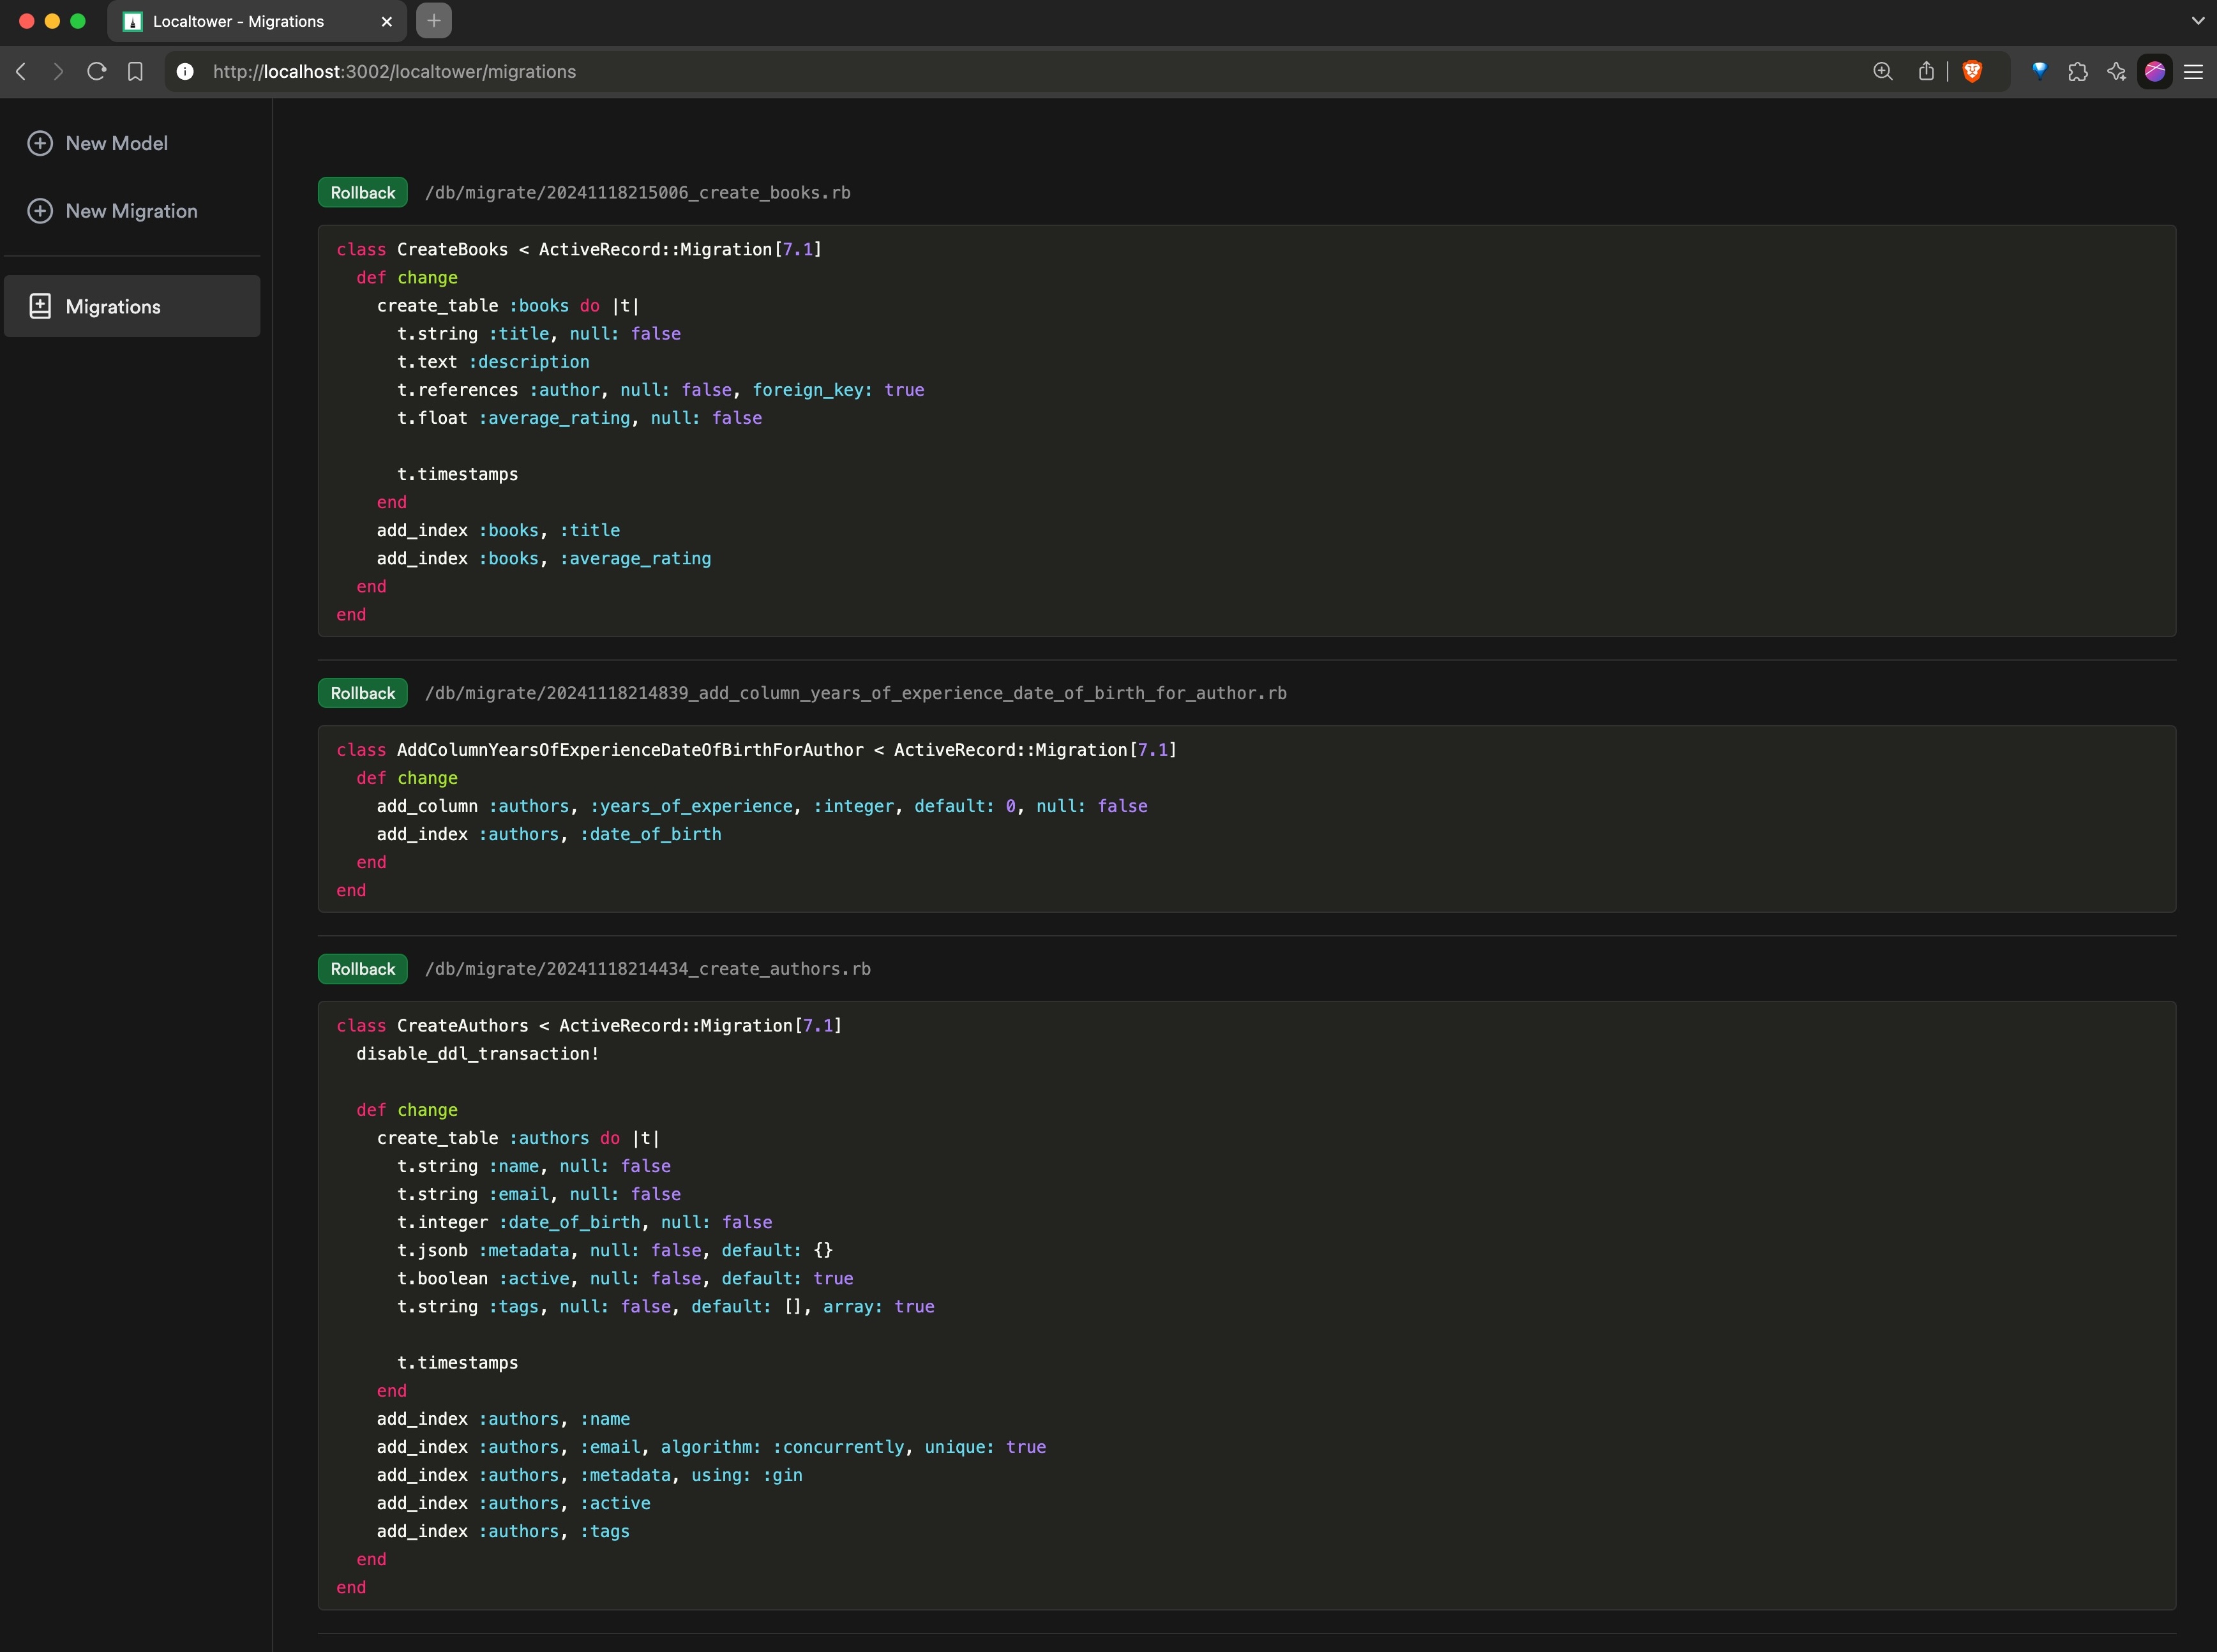 Localtower - Migrations
http://localhost:3002/localtower/migrations
New Model
New Migration
Migrations
Rollback /db/migrate/20241118215006_create_books.rb
class CreateBooks < ActiveRecord::Migration[7.1]
  def change
    create_table :books do |t|
      t.string :title, null: false
      t.text :description
      t.references :author, null: false, foreign_key: true
      t.float :average_rating, null: false
      t.timestamps
    end
    add_index :books, :title
    add_index :books, :average_rating
  end
end
Rollback /db/migrate/20241118214839_add_column_years_of_experience_date_of_birth_for_author.rb
class AddColumnYearsOfExperienceDateOfBirthForAuthor < ActiveRecord::Migration[7.1]
  def change
    add_column :authors, :years_of_experience, :integer, default: 0, null: false
    add_index :authors, :date_of_birth
  end
end
Rollback /db/migrate/20241118214434_create_authors.rb
class CreateAuthors < ActiveRecord::Migration[7.1]
  disable_ddl_transaction!
  def change
    create_table :authors do |t|
      t.string :name, null: false
      t.string :email, null: false
      t.integer :date_of_birth, null: false
      t.jsonb :metadata, null: false, default: {}
      t.boolean :active, null: false, default: true
      t.string :tags, null: false, default: [], array: true
      t.timestamps
    end
    add_index :authors, :name
    add_index :authors, :email, algorithm: :concurrently, unique: true
    add_index :authors, :metadata, using: :gin
    add_index :authors, :active
    add_index :authors, :tags
  end
end